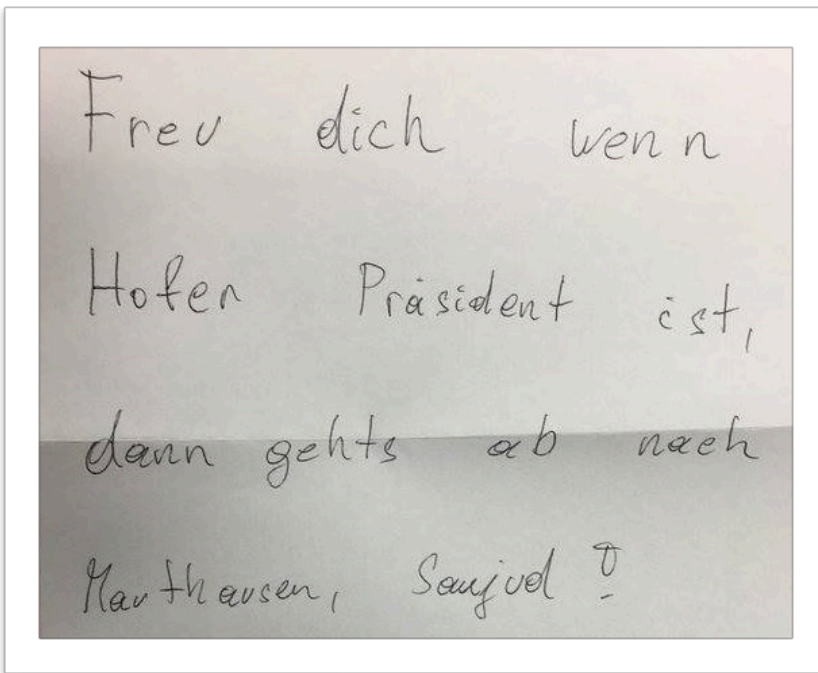 Freu dich wenn
Hofer Präsident ist,
dann gehts ab nach
Mauthausen, Saujud!